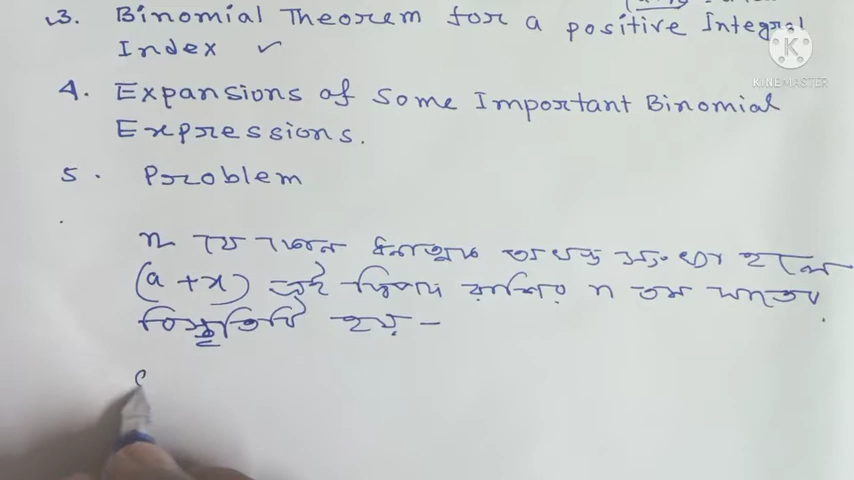 3. Binomial Theorem for a positive Integral
Index ✓
KINEMASTER
4. Expansions of Some Important Binomial
Expressions.
5. Problem
n যে কোন ধনাত্মক অখন্ড সংখ্যা হলে
(a + x) এই দ্বিপদ রাশির n তম ঘাতের
বিস্তৃতিটি হয় –